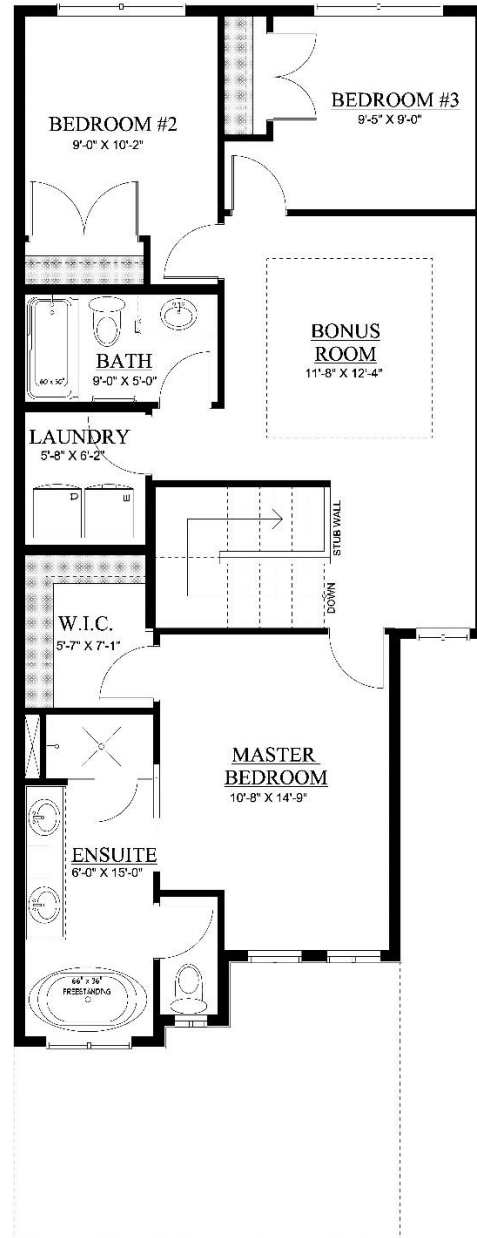 BEDROOM #2
9'-0" X 10'-2"
BEDROOM #3
9'-5" X 9'-0"
BONUS
ROOM
11'-8" X 12'-4"
BATH
9'-0" X 5'-0"
60" X 30"
LAUNDRY
5'-8" X 6'-2"
D
E
STUB WALL
DOWN
W.I.C.
5'-7" X 7'-1"
MASTER
BEDROOM
10'-8" X 14'-9"
ENSUITE
6'-0" X 15'-0"
66" x 36"
FREESTANDING